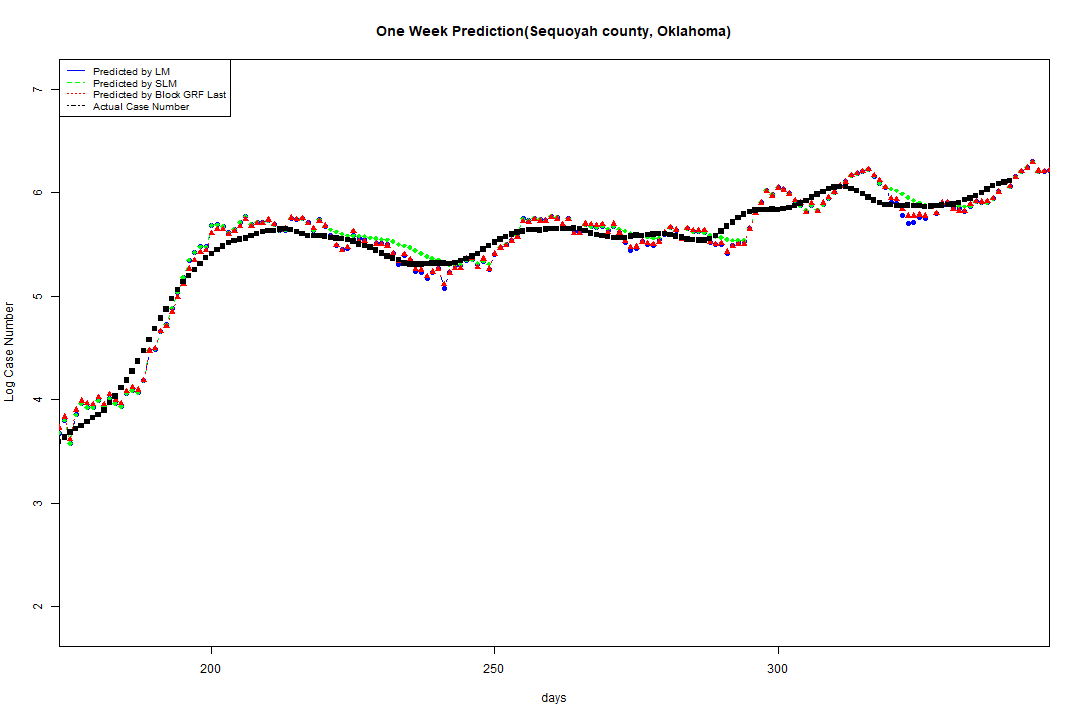 One Week Prediction(Sequoyah county, Oklahoma)
Predicted by LM
Predicted by SLM
Predicted by Block GRF Last
Actual Case Number
7
6
5
4
3
2
Log Case Number
200
250
300
days